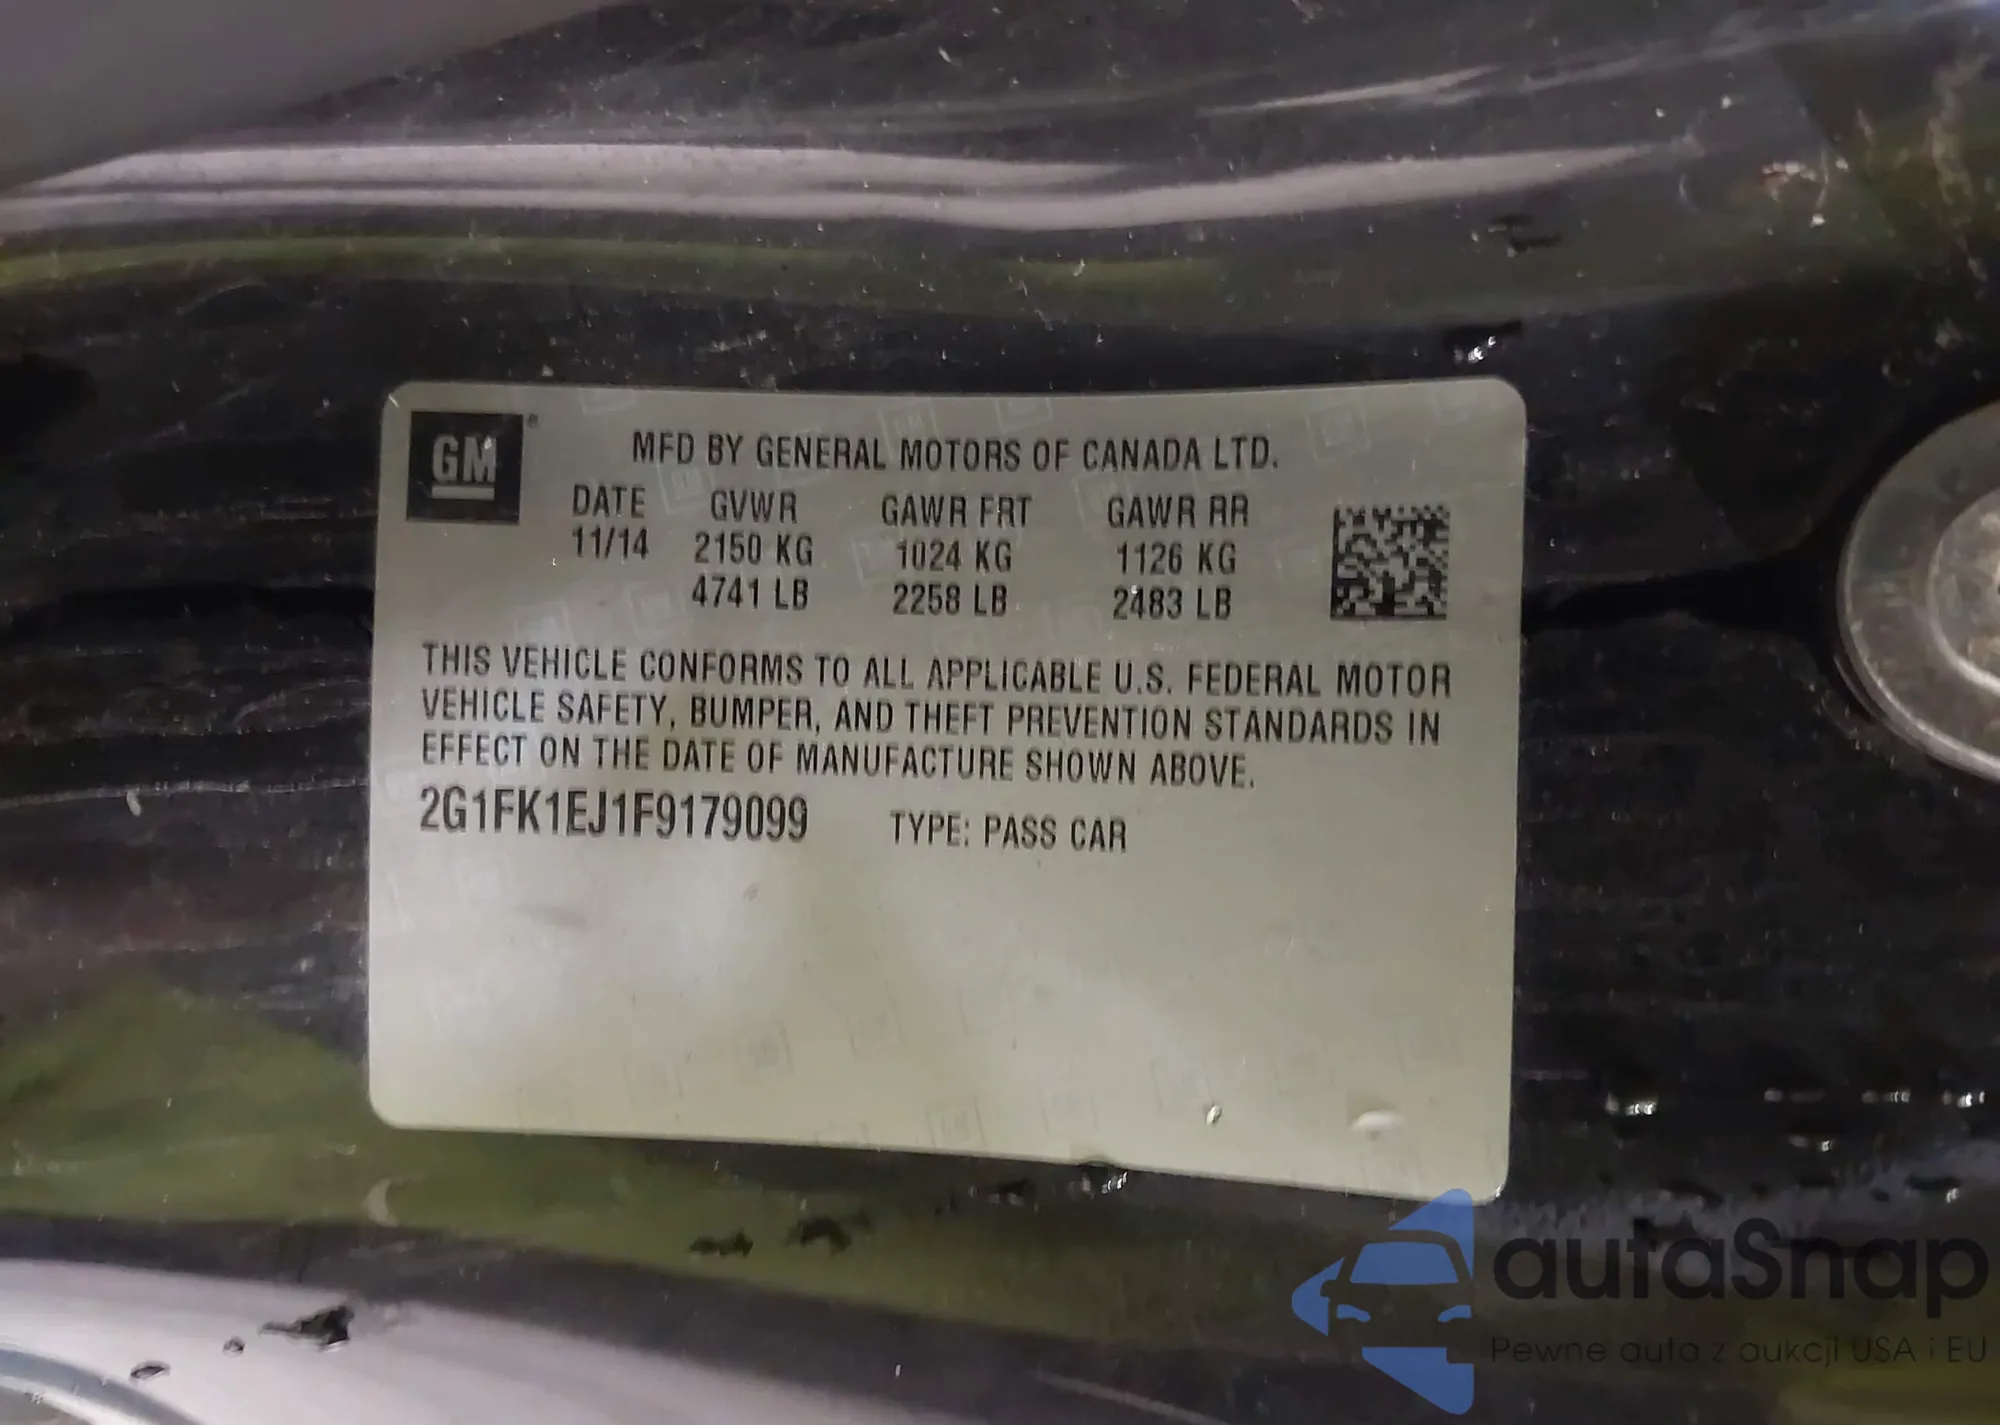 GM®
MFD BY GENERAL MOTORS OF CANADA LTD.
DATE GVWR GAWR FRT GAWR RR
11/14 2150 KG 1024 KG 1126 KG
4741 LB 2258 LB 2483 LB
THIS VEHICLE CONFORMS TO ALL APPLICABLE U.S. FEDERAL MOTOR
VEHICLE SAFETY, BUMPER, AND THEFT PREVENTION STANDARDS IN
EFFECT ON THE DATE OF MANUFACTURE SHOWN ABOVE.
2G1FK1EJ1F9179099 TYPE: PASS CAR
autaSnap
Pewne auta z aukcji USA i EU